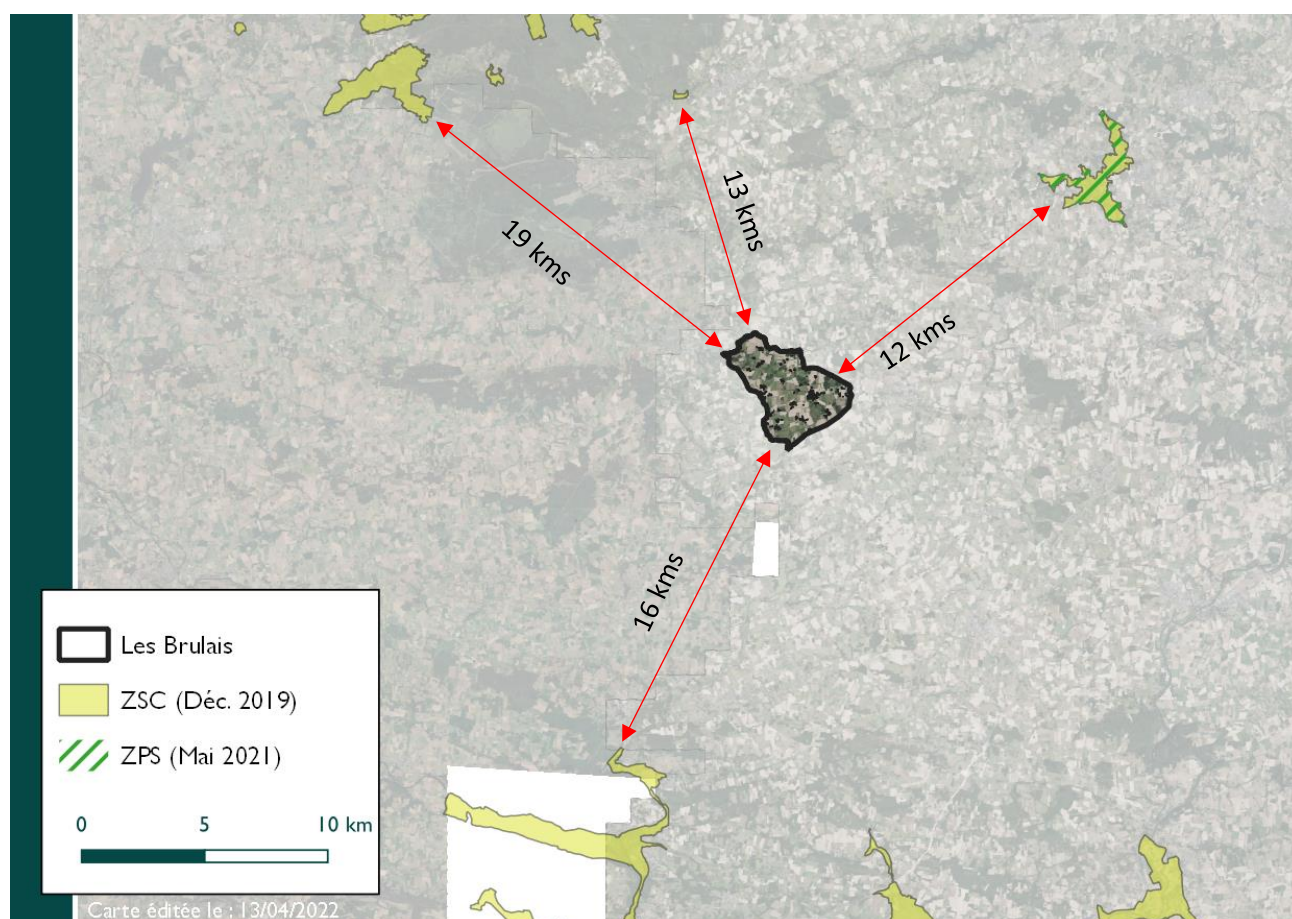 13 kms
19 kms
12 kms
16 kms
Les Brulais
ZSC (Déc. 2019)
ZPS (Mai 2021)
0 5 10 km
Carte éditée le : 13/04/2022